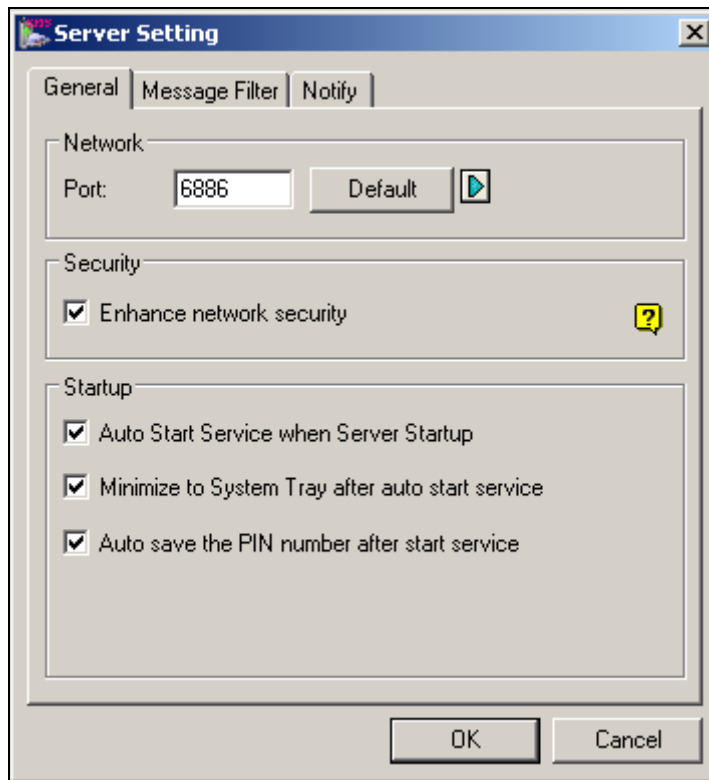 Server Setting
General Message Filter Notify
Network
Port: 6886 Default
Security
Enhance network security ?
Startup
Auto Start Service when Server Startup
Minimize to System Tray after auto start service
Auto save the PIN number after start service
OK Cancel